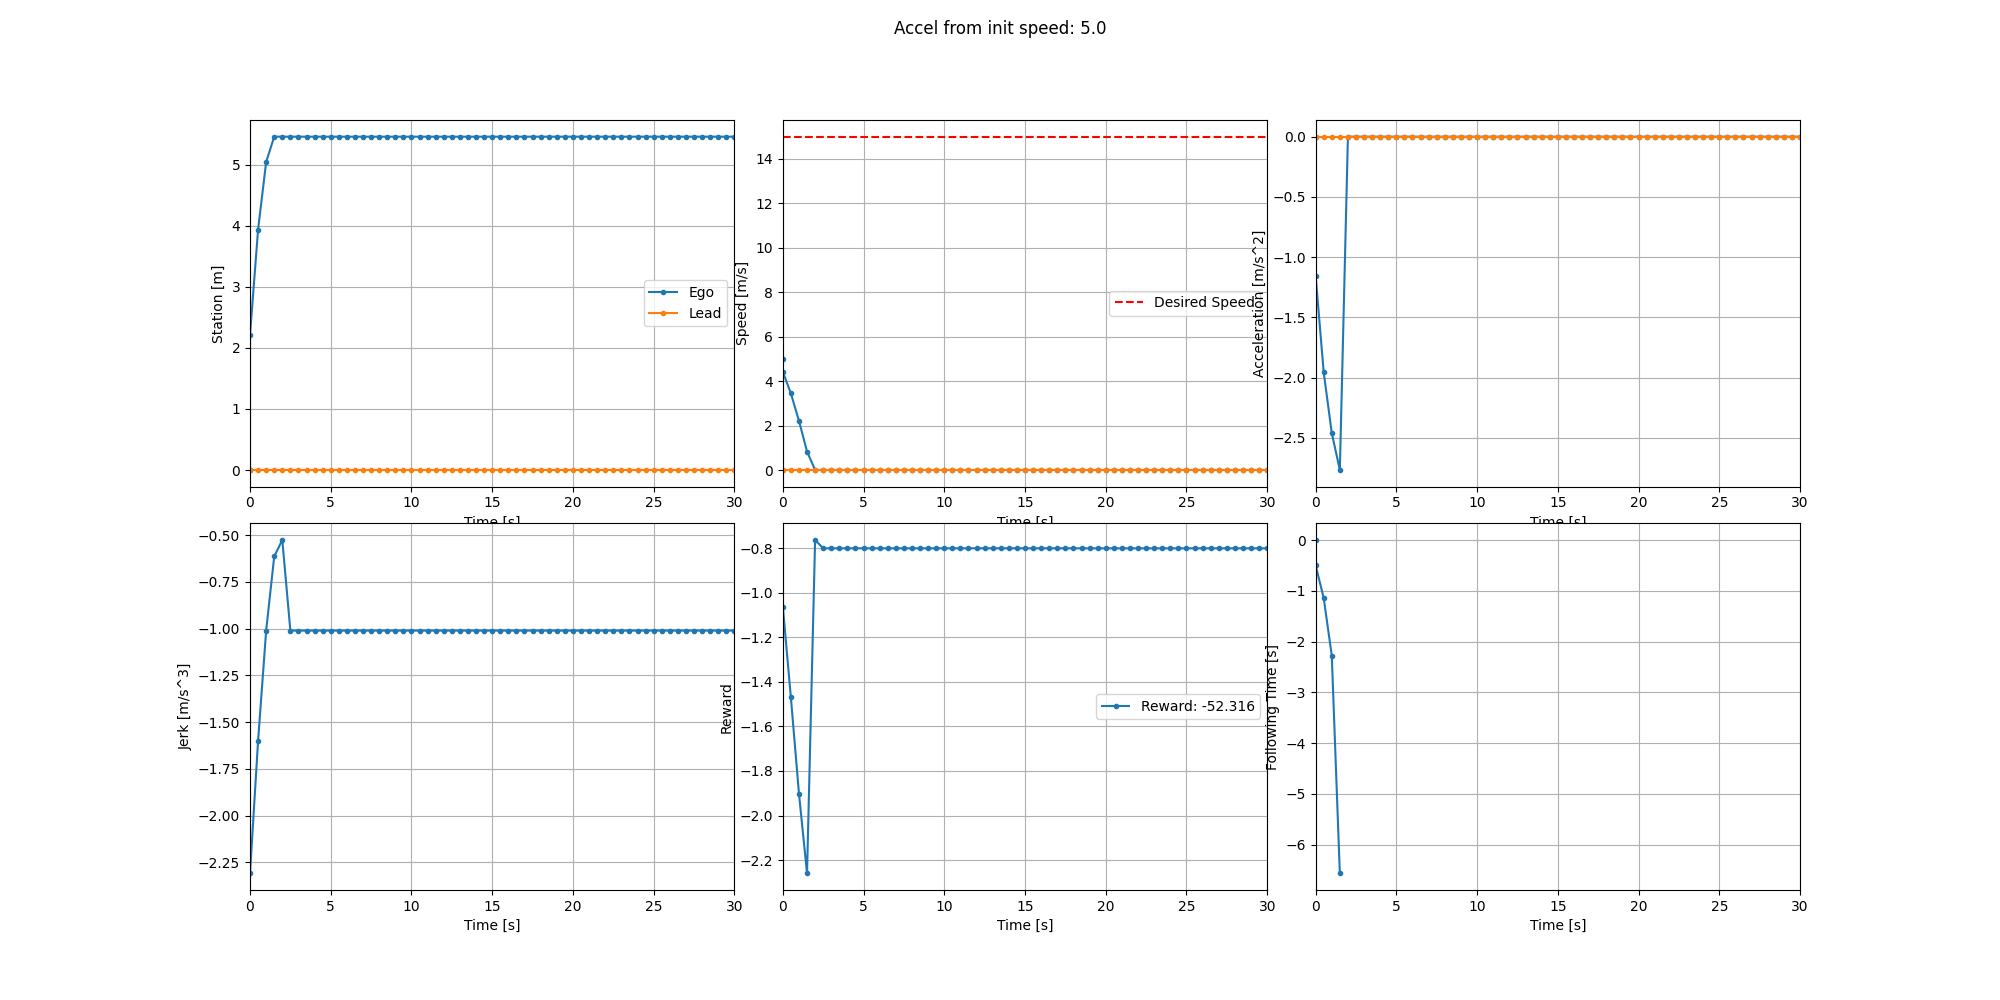 Accel from init speed: 5.0
Station [m]
5
4
3
2
1
0
Ego
Lead
0 5 10 15 20 25 30
Time [s]
Speed [m/s]
14
12
10
8
6
4
2
0
Desired Speed
0 5 10 15 20 25 30
Time [s]
Acceleration [m/s^2]
0.0
−0.5
−1.0
−1.5
−2.0
−2.5
0 5 10 15 20 25 30
Time [s]
Jerk [m/s^3]
−0.50
−0.75
−1.00
−1.25
−1.50
−1.75
−2.00
−2.25
0 5 10 15 20 25 30
Time [s]
Reward
−0.8
−1.0
−1.2
−1.4
−1.6
−1.8
−2.0
−2.2
Reward: -52.316
0 5 10 15 20 25 30
Time [s]
Following Time [s]
0
−1
−2
−3
−4
−5
−6
0 5 10 15 20 25 30
Time [s]